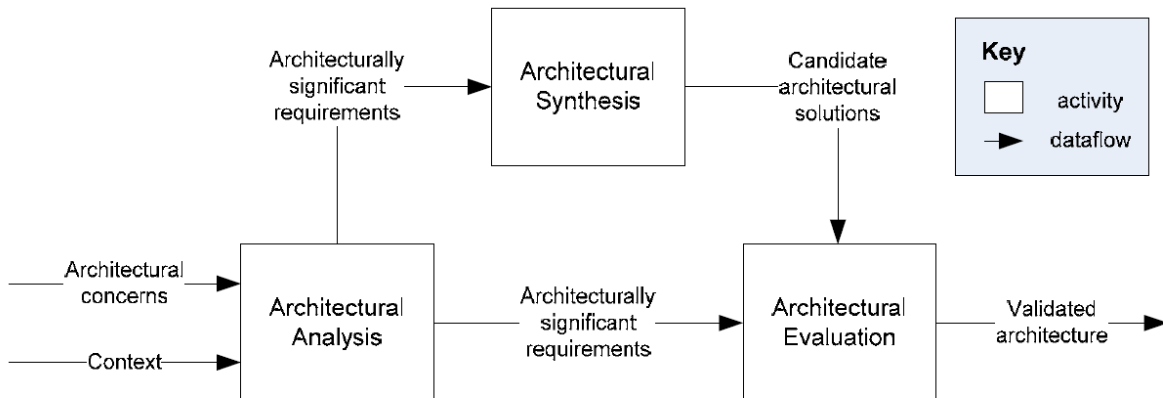 Architecturally
significant
requirements
Architectural
Synthesis
Candidate
architectural
solutions
Key
activity
dataflow
Architectural
concerns
Context
Architectural
Analysis
Architecturally
significant
requirements
Architectural
Evaluation
Validated
architecture